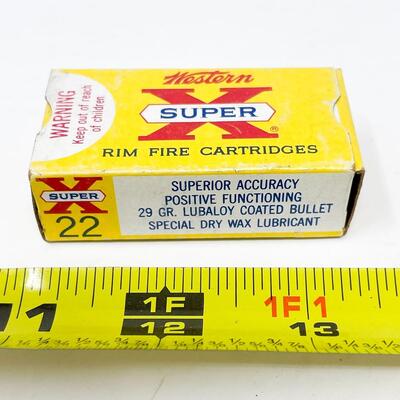 Western
SUPER X ®
RIM FIRE CARTRIDGES
WARNING
Keep out of reach
of children
SUPER X
22
SUPERIOR ACCURACY
POSITIVE FUNCTIONING
29 GR. LUBALOY COATED BULLET
SPECIAL DRY WAX LUBRICANT
11 1F 1F1
12 13